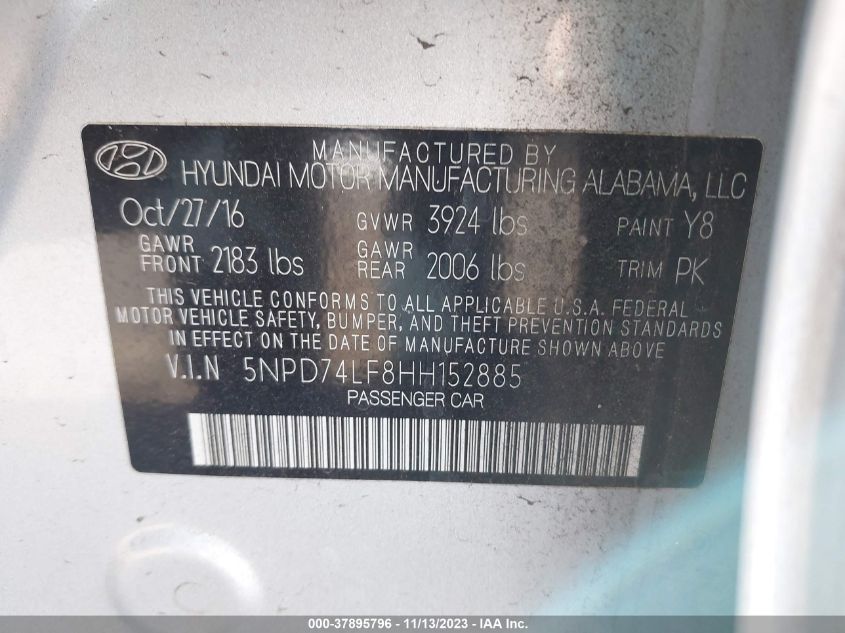 MANUFACTURED BY
HYUNDAI MOTOR MANUFACTURING ALABAMA, LLC
Oct/27/16 GVWR 3924 lbs PAINT Y8
GAWR FRONT 2183 lbs GAWR REAR 2006 lbs TRIM PK
THIS VEHICLE CONFORMS TO ALL APPLICABLE U.S.A. FEDERAL
MOTOR VEHICLE SAFETY, BUMPER, AND THEFT PREVENTION STANDARDS
IN EFFECT ON THE DATE OF MANUFACTURE SHOWN ABOVE
V.I.N 5NPD74LF8HH152885
PASSENGER CAR
000-37895796 - 11/13/2023 - IAA Inc.